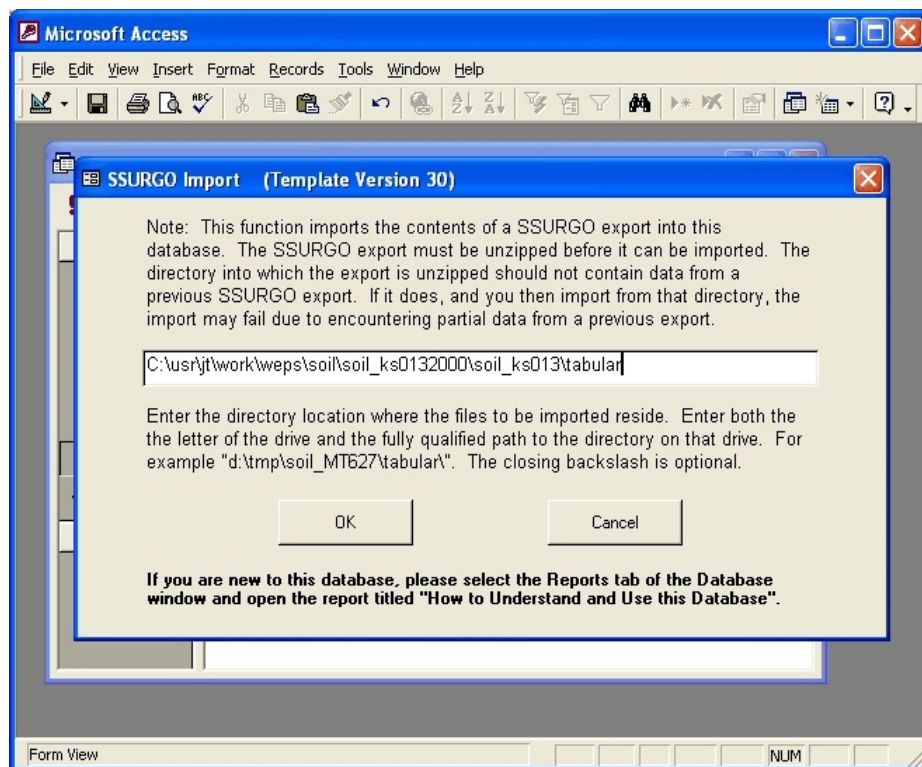 Microsoft Access
File Edit View Insert Format Records Tools Window Help
SSURGO Import (Template Version 30)
Note: This function imports the contents of a SSURGO export into this
database. The SSURGO export must be unzipped before it can be imported. The
directory into which the export is unzipped should not contain data from a
previous SSURGO export. If it does, and you then import from that directory, the
import may fail due to encountering partial data from a previous export.
C:\usr\jt\work\weps\soil\soil_ks0132000\soil_ks013\tabular
Enter the directory location where the files to be imported reside. Enter both the
the letter of the drive and the fully qualified path to the directory on that drive. For
example "d:\tmp\soil_MT627\tabular\". The closing backslash is optional.
OK Cancel
If you are new to this database, please select the Reports tab of the Database
window and open the report titled "How to Understand and Use this Database".
Form View NUM